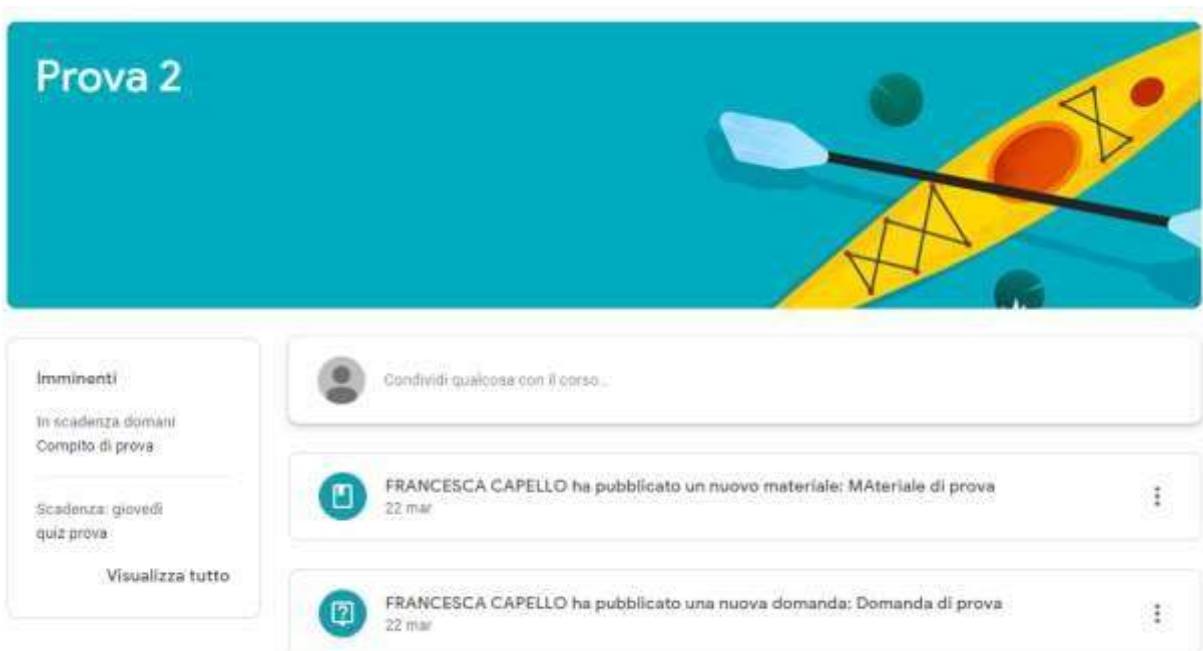 Prova 2
Imminenti
In scadenza domani
Compito di prova
Scadenza: giovedì
quiz prova
Visualizza tutto
Condividi qualcosa con il corso...
FRANCESCA CAPELLO ha pubblicato un nuovo materiale: MAteriale di prova
22 mar
FRANCESCA CAPELLO ha pubblicato una nuova domanda: Domanda di prova
22 mar